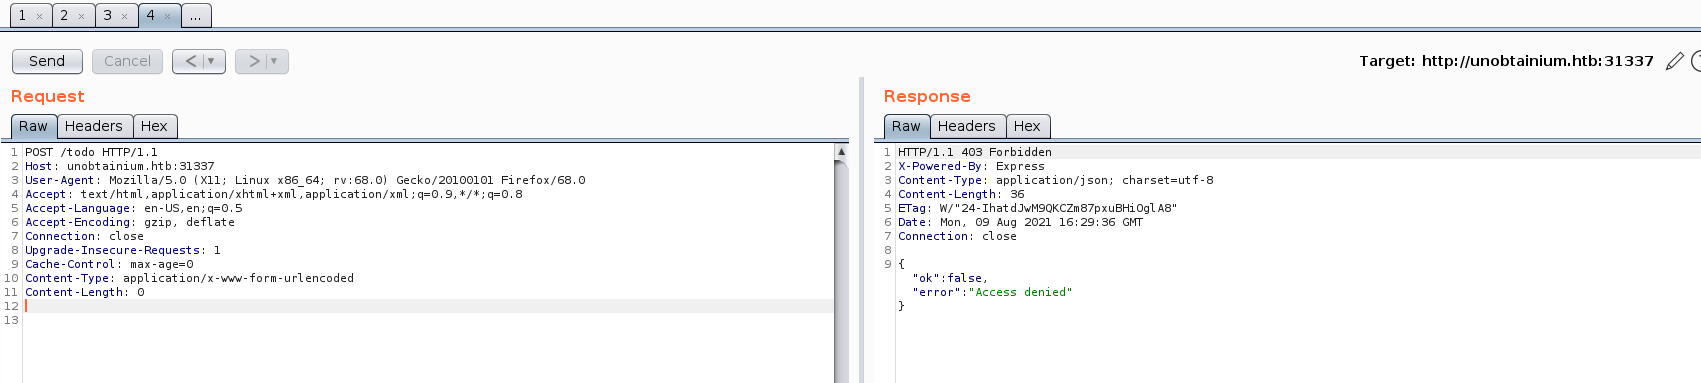 1 × 2 × 3 × 4 × ...
Send Cancel < ▼ > ▼ Target: http://unobtainium.htb:31337
Request
Raw Headers Hex
1 POST /todo HTTP/1.1
2 Host: unobtainium.htb:31337
3 User-Agent: Mozilla/5.0 (X11; Linux x86_64; rv:68.0) Gecko/20100101 Firefox/68.0
4 Accept: text/html,application/xhtml+xml,application/xml;q=0.9,*/*;q=0.8
5 Accept-Language: en-US,en;q=0.5
6 Accept-Encoding: gzip, deflate
7 Connection: close
8 Upgrade-Insecure-Requests: 1
9 Cache-Control: max-age=0
10 Content-Type: application/x-www-form-urlencoded
11 Content-Length: 0
12
13
Response
Raw Headers Hex
1 HTTP/1.1 403 Forbidden
2 X-Powered-By: Express
3 Content-Type: application/json; charset=utf-8
4 Content-Length: 36
5 ETag: W/"24-IhatdJwM9QKCZm87pxuBHiOglA8"
6 Date: Mon, 09 Aug 2021 16:29:36 GMT
7 Connection: close
8
9 {
"ok":false,
"error":"Access denied"
}